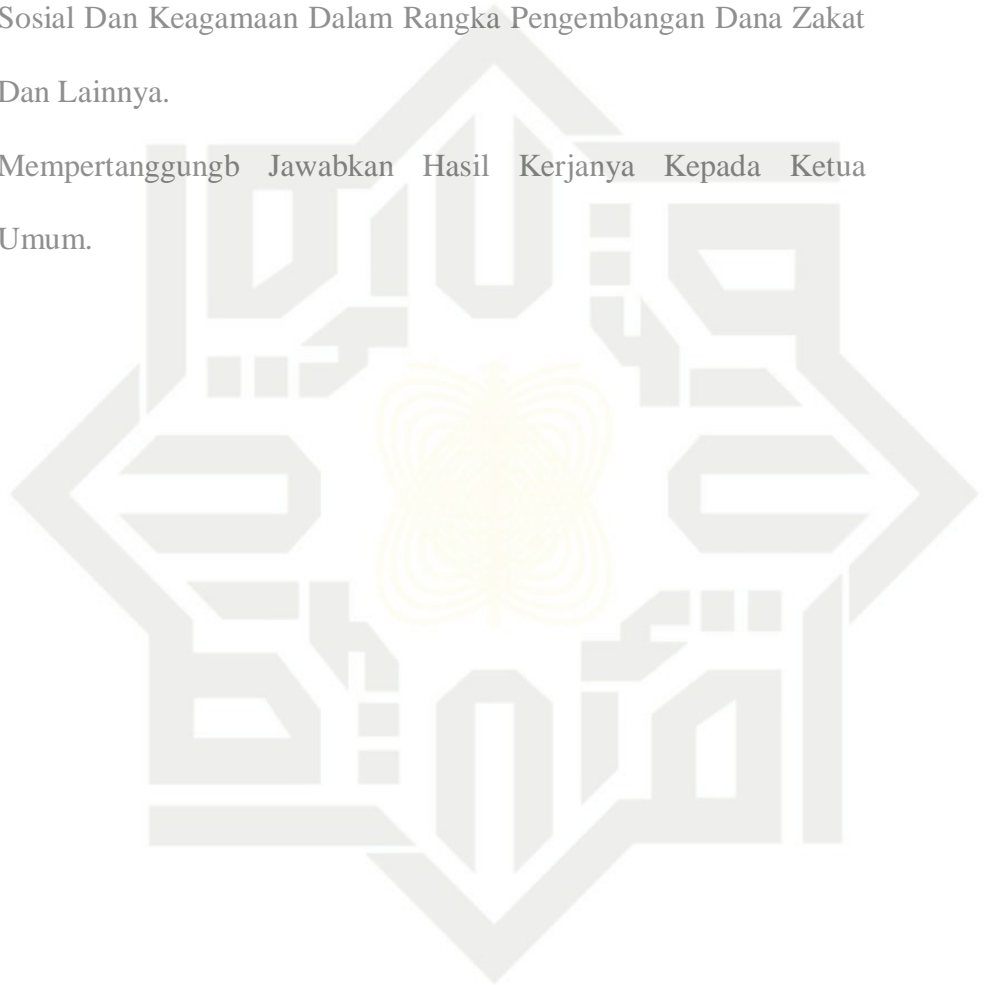 Sosial Dan Keagamaan Dalam Rangka Pengembangan Dana Zakat
Dan Lainnya.
Mempertanggungb Jawabkan Hasil Kerjanya Kepada Ketua
Umum.